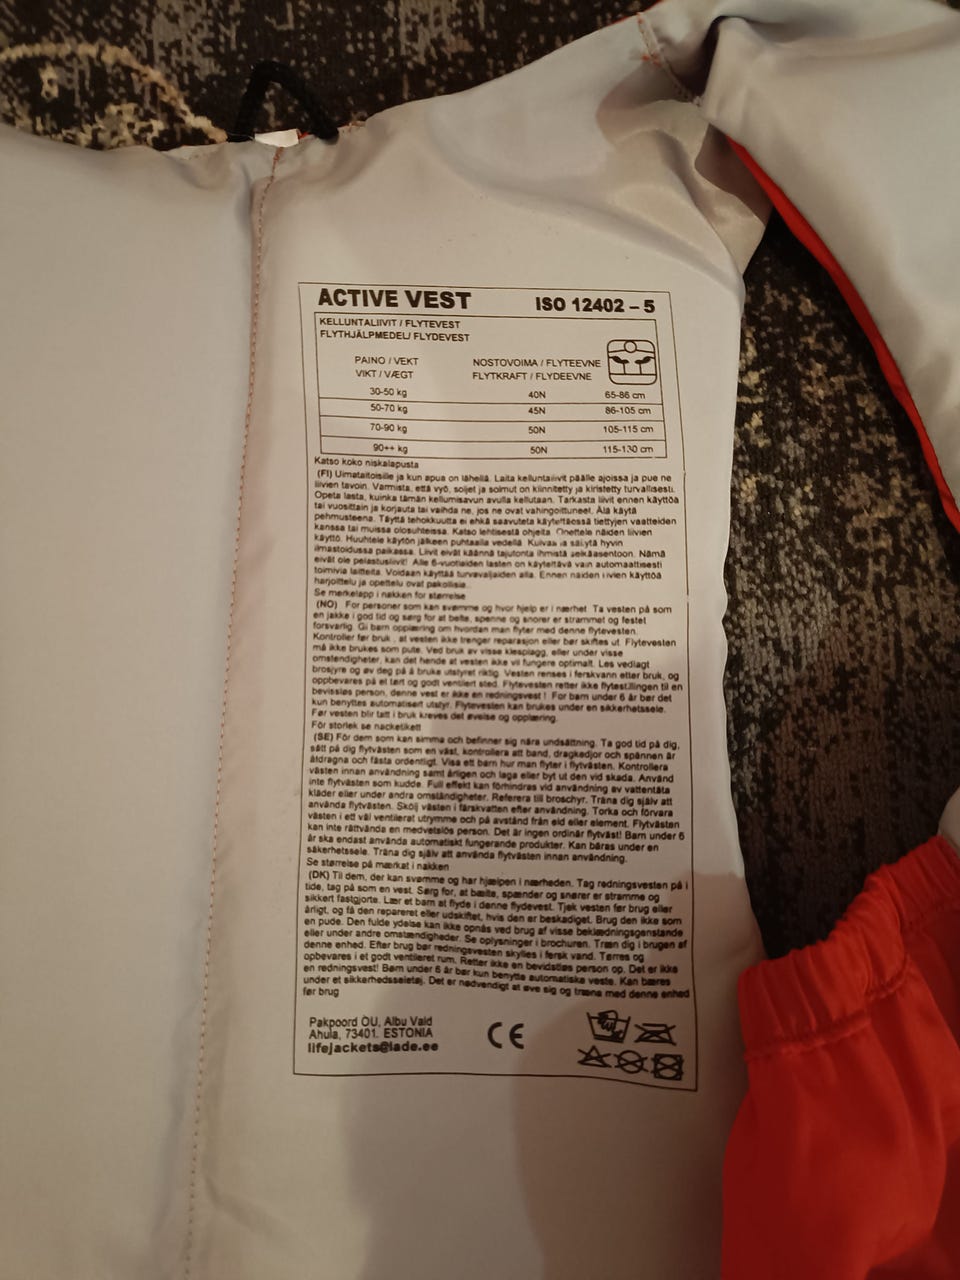 ACTIVE VEST
ISO 12402 – 5
KELLUNTALIIVIT / FLYTEVEST
FLYTHJÄLPMEDEL/ FLYDEVEST
PAINO / VEKT
VIKT / VÆGT
NOSTOVOIMA / FLYTEEVNE
FLYTKRAFT / FLYDEEVNE
30-50 kg 40N 65-86 cm
50-70 kg 45N 86-105 cm
70-90 kg 50N 105-115 cm
90++ kg 50N 115-130 cm
Katso koko niskalapusta
(FI) Uimataitoisille ja kun apua on lähellä. Laita kelluntaliivit päälle ajoissa ja pue ne
liivien tavoin. Varmista, että vyö, soljet ja solmut on kiinnitetty ja kiristetty turvallisesti.
Opeta lasta, kuinka tämän kellumisavun avulla kellutaan. Tarkasta liivit ennen käyttöä
tai vuosittain ja korjauta tai vaihda ne, jos ne ovat vahingoittuneet. Älä käytä
pehmusteena. Täyttä tehokkuutta ei ehkä saavuteta käytettäessä tiettyjen vaatteiden
kanssa tai muissa olosuhteissa. Katso lehtisestä ohjeita. Opettele näiden liivien
käyttö. Huuhtele käytön jälkeen puhtaalla vedellä. Kuivaa ja säilytä hyvin
ilmastoidussa paikassa. Liivit eivät käännä tajutonta ihmistä selkäasentoon. Nämä
eivät ole pelastusliivit! Alle 6-vuotiaiden lasten on käytettävä vain automaattisesti
toimivia laitteita. Voidaan käyttää turvavaljaiden alla. Ennen näiden liivien käyttöä
harjoittelu ja opettelu ovat pakollisia.
Se merkelapp i nakken for størrelse
(NO) For personer som kan svømme og hvor hjelp er i nærhet Ta vesten på som
en jakke i god tid og sørg for at belte, spenne og snorer er strammet og festet
forsvarlig. Gi barn opplæring om hvordan man flyter med denne flytevesten.
Kontroller før bruk , at vesten ikke trenger reparasjon eller bør skiftes ut. Flytevesten
må ikke brukes som pute. Ved bruk av visse klesplagg, eller under visse
omstendigheter, kan det hende at vesten ikke vil fungere optimalt. Les vedlagt
brosjyre og øv deg på å bruke utstyret riktig. Vesten renses i ferskvann etter bruk, og
oppbevares på et tørt og godt ventilert sted. Flytevesten retter ikke flytestillingen til en
bevissløs person, denne vest er ikke en redningsvest ! For barn under 6 år bør det
kun benyttes automatisert utstyr. Flytevesten kan brukes under en sikkerhetssele.
Før vesten blir tatt i bruk kreves det øvelse og opplæring.
För storlek se nacketikett
(SE) För dem som kan simma och befinner sig nära undsättning. Ta god tid på dig,
sätt på dig flytvästen som en väst, kontrollera att band, dragkedjor och spännen är
åtdragna och fästa ordentligt. Visa ett barn hur man flyter i flytvästen. Kontrollera
västen innan användning samt årligen och laga eller byt ut den vid skada. Använd
inte flytvästen som kudde. Full effekt kan förhindras vid användning av vattentäta
kläder eller under andra omständigheter. Referera till broschyr. Träna dig själv att
använda flytvästen. Skölj västen i färskvatten efter användning. Torka och förvara
västen i ett väl ventilerat utrymme och på avstånd från eld eller element. Flytvästen
kan inte rättvända en medvetslös person. Det är ingen ordinär flytväst! Barn under 6
år ska endast använda automatiskt fungerande produkter. Kan bäras under en
säkerhetssele. Träna dig själv att använda flytvästen innan användning.
Se størrelse på mærkat i nakken
(DK) Til dem, der kan svømme og har hjælpen i nærheden. Tag redningsvesten på i
tide, tag på som en vest. Sørg for, at bælte, spænder og snører er stramme og
sikkert fastgjorte. Lær et barn at flyde i denne flydevest. Tjek vesten før brug eller
årligt, og få den repareret eller udskiftet, hvis den er beskadiget. Brug den ikke som
en pude. Den fulde ydelse kan ikke opnås ved brug af visse beklædningsgenstande
eller under andre omstændigheder. Se oplysninger i brochuren. Træn dig i brugen af
denne enhed. Efter brug bør redningsvesten skylles i fersk vand. Tørres og
opbevares i et godt ventileret rum. Retter ikke en bevidstløs person op. Det er ikke
en redningsvest! Børn under 6 år bør kun benytte automatiske veste. Kan bæres
under et sikkerhedsseletøj. Det er nødvendigt at øve sig og træne med denne enhed
før brug
Pakpoord OU, Albu Vald
Ahula, 73401. ESTONIA
lifejackets@lade.ee
CE